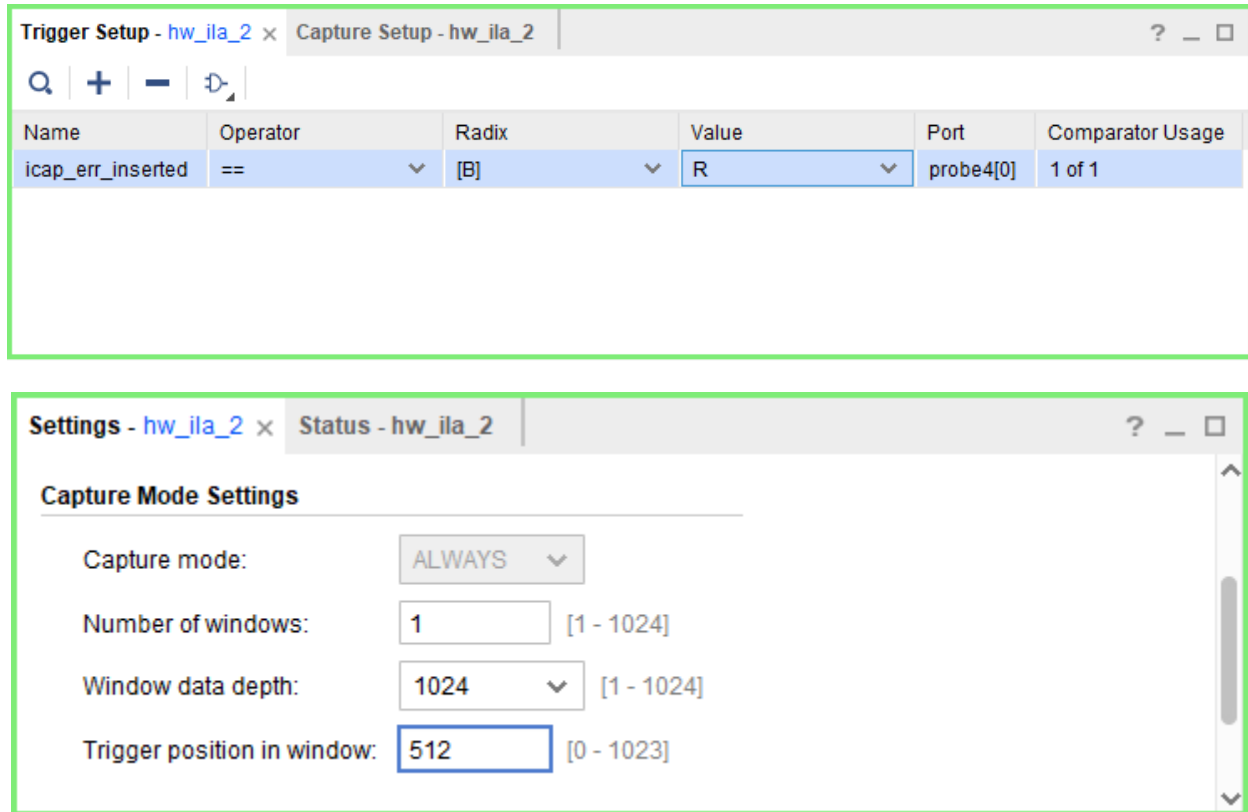 Trigger Setup - hw_ila_2 × Capture Setup - hw_ila_2 ?
Name Operator Radix Value Port Comparator Usage
icap_err_inserted == [B] R probe4[0] 1 of 1
Settings - hw_ila_2 × Status - hw_ila_2 ?
Capture Mode Settings
Capture mode: ALWAYS
Number of windows: 1 [1 - 1024]
Window data depth: 1024 [1 - 1024]
Trigger position in window: 512 [0 - 1023]